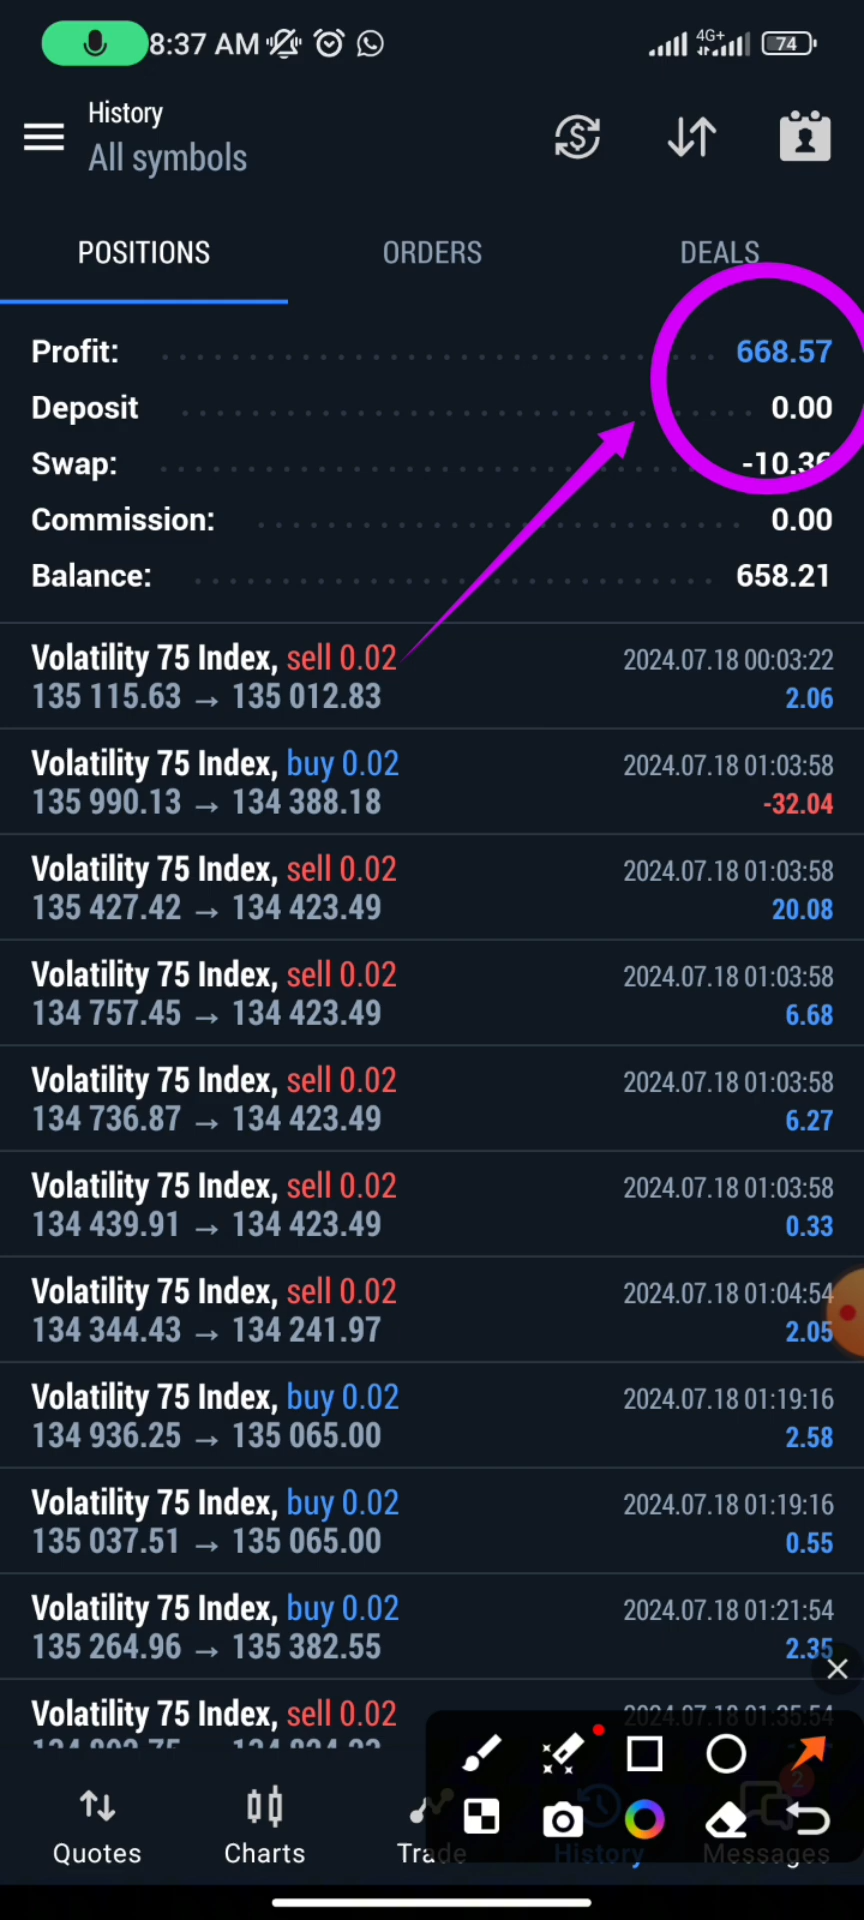 8:37 AM 4G+ 74
History
All symbols
POSITIONS ORDERS DEALS
Profit: 668.57
Deposit 0.00
Swap: -10.36
Commission: 0.00
Balance: 658.21
Volatility 75 Index, sell 0.02 2024.07.18 00:03:22
135 115.63 → 135 012.83 2.06
Volatility 75 Index, buy 0.02 2024.07.18 01:03:58
135 990.13 → 134 388.18 -32.04
Volatility 75 Index, sell 0.02 2024.07.18 01:03:58
135 427.42 → 134 423.49 20.08
Volatility 75 Index, sell 0.02 2024.07.18 01:03:58
134 757.45 → 134 423.49 6.68
Volatility 75 Index, sell 0.02 2024.07.18 01:03:58
134 736.87 → 134 423.49 6.27
Volatility 75 Index, sell 0.02 2024.07.18 01:03:58
134 439.91 → 134 423.49 0.33
Volatility 75 Index, sell 0.02 2024.07.18 01:04:54
134 344.43 → 134 241.97 2.05
Volatility 75 Index, buy 0.02 2024.07.18 01:19:16
134 936.25 → 135 065.00 2.58
Volatility 75 Index, buy 0.02 2024.07.18 01:19:16
135 037.51 → 135 065.00 0.55
Volatility 75 Index, buy 0.02 2024.07.18 01:21:54
135 264.96 → 135 382.55 2.35
Volatility 75 Index, sell 0.02 2024.07.18 01:35:54
2
Quotes Charts Trade History Messages